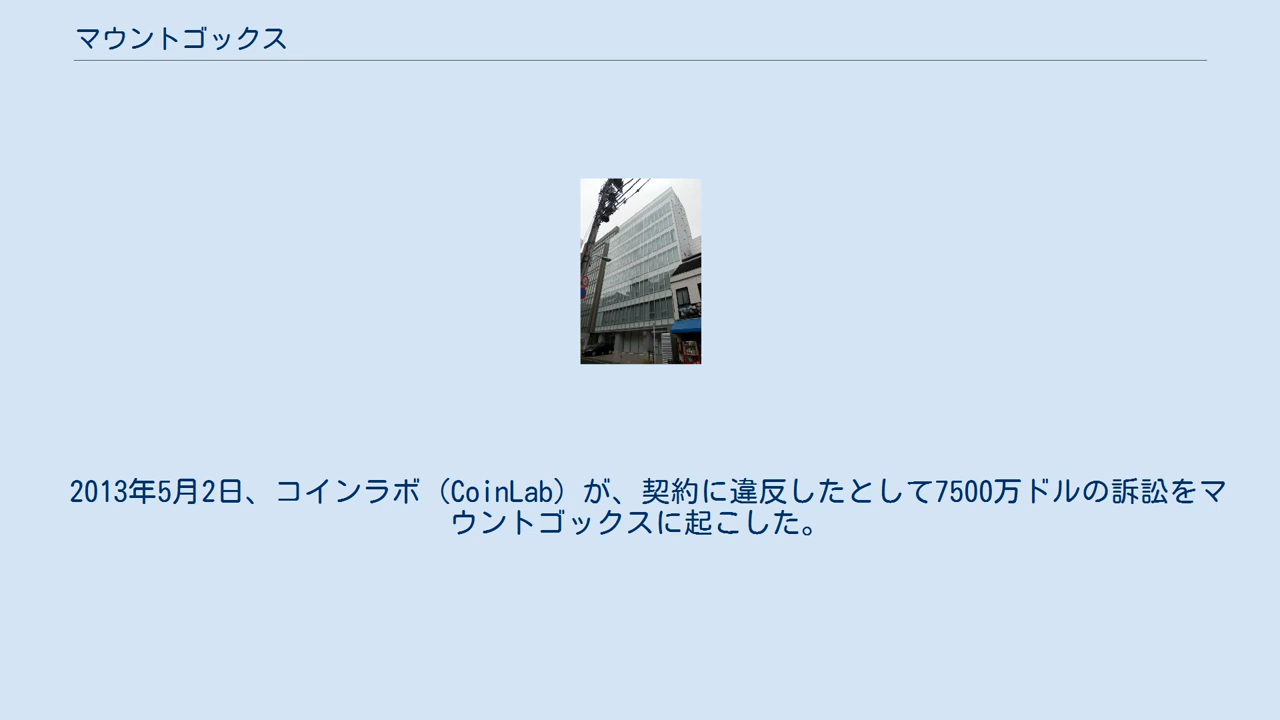 マウントゴックス
2013年5月2日、コインラボ（CoinLab）が、契約に違反したとして7500万ドルの訴訟をマ
ウントゴックスに起こした。